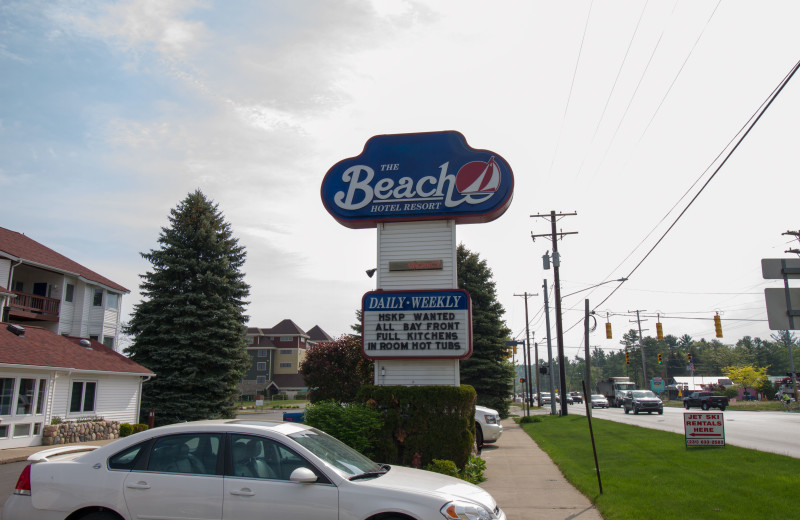 THE
Beach
HOTEL RESORT
DAILY-WEEKLY
HSKP WANTED
ALL BAY FRONT
FULL KITCHENS
IN ROOM HOT TUBS
JET SKI
RENTALS
HERE